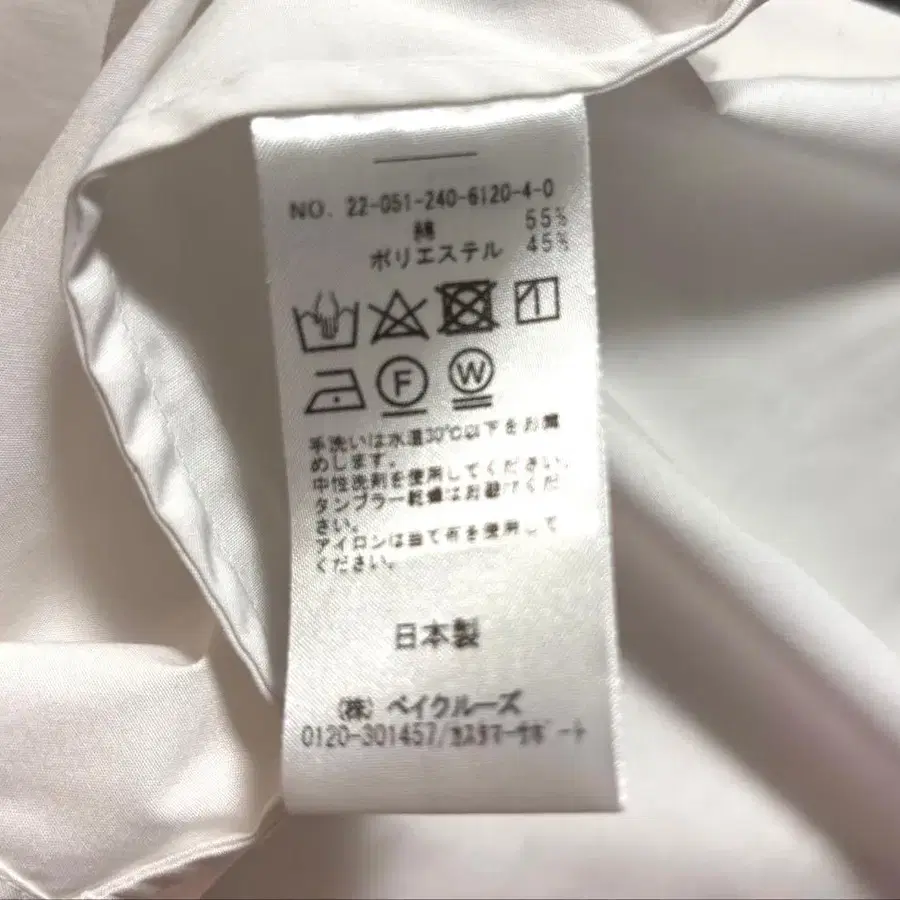 NO. 22-051-240-6120-4-0
綿 55%
ポリエステル 45%
F W
手洗いは水温30℃以下をお薦
めします。
中性洗剤を使用してください。
タンブラー乾燥はお避けくだ
さい。
アイロンは当て布を使用して
ください。
日本製
(株) ベイクルーズ
0120-301457/カスタマーサポート